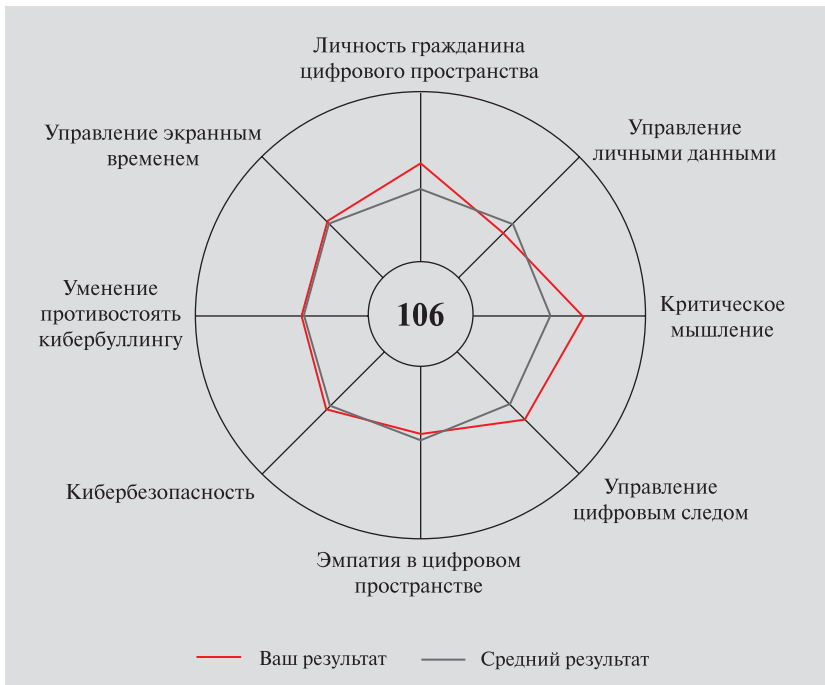 Личность гражданина
цифрового пространства
Управление
личными данными
Критическое
мышление
Управление
цифровым следом
Эмпатия в цифровом
пространстве
Кибербезопасность
Умение
противостоять
кибербуллингу
Управление экранным
временем
106
Ваш результат
Средний результат